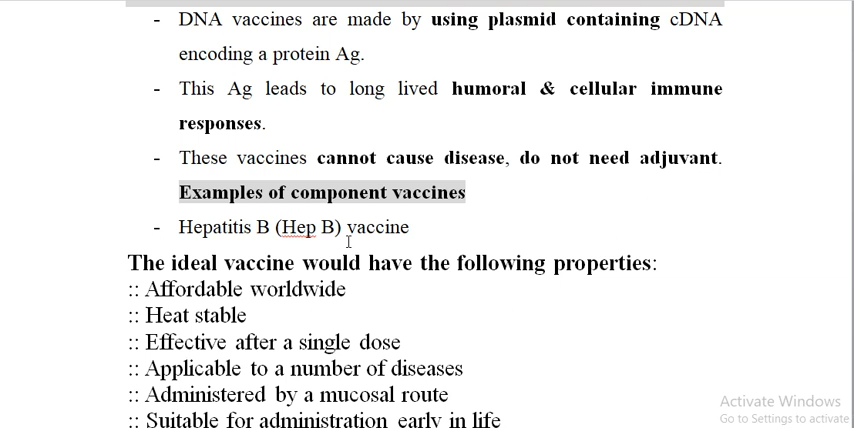 - DNA vaccines are made by using plasmid containing cDNA
encoding a protein Ag.
- This Ag leads to long lived humoral & cellular immune
responses.
- These vaccines cannot cause disease, do not need adjuvant.
Examples of component vaccines
- Hepatitis B (Hep B) vaccine
The ideal vaccine would have the following properties:
:: Affordable worldwide
:: Heat stable
:: Effective after a single dose
:: Applicable to a number of diseases
:: Administered by a mucosal route
:: Suitable for administration early in life
Activate Windows
Go to Settings to activate